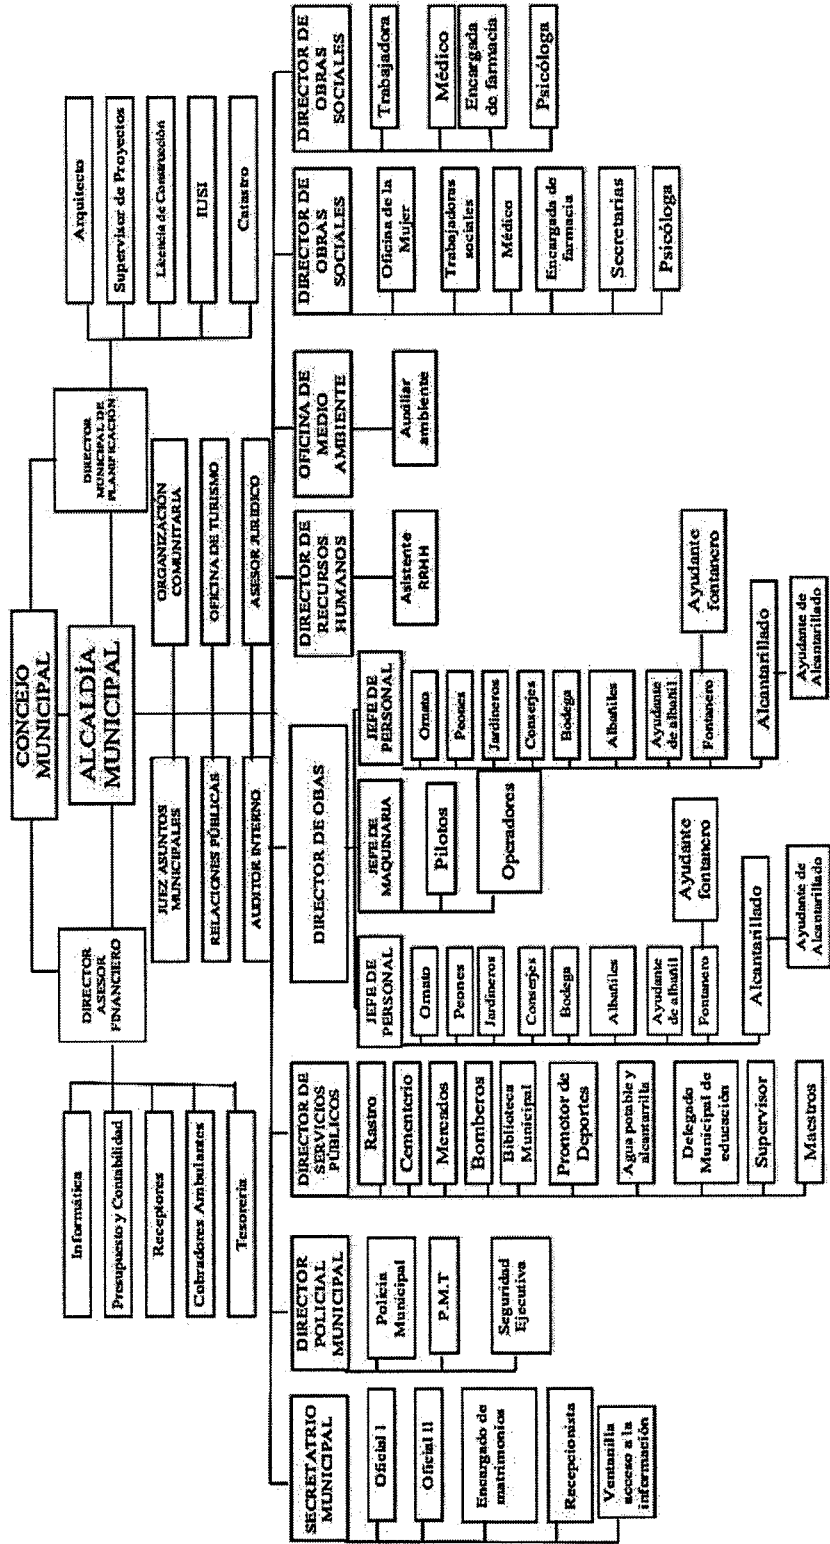 CONCEJO
MUNICIPAL
ALCALDÍA
MUNICIPAL
DIRECTOR
ASESOR
FINANCIERO
DIRECTOR
MUNICIPAL DE
PLANIFICACIÓN
Informática
Presupuesto y Contabilidad
Receptores
Cobradores Ambulantes
Tesorería
Arquitecto
Supervisor de Proyectos
Licencia de Construcción
IUSI
Catastro
JUEZ ASUNTOS
MUNICIPALES
RELACIONES PÚBLICAS
AUDITOR INTERNO
ORGANIZACIÓN
COMUNITARIA
OFICINA DE TURISMO
ASESOR JURIDICO
SECRETATRIO
MUNICIPAL
Oficial I
Oficial II
Encargado de
matrimonios
Recepcionista
Ventanilla
acceso a la
información
DIRECTOR
POLICIAL
MUNICIPAL
Policía
Municipal
P.M.T
Seguridad
Ejecutiva
DIRECTOR DE
SERVICIOS
PÚBLICOS
Rastro
Cementerio
Mercados
Bomberos
Biblioteca
Municipal
Promotor de
Deportes
Agua potable y
alcantarrilla
Delegado
Municipal de
educación
Supervisor
Maestros
DIRECTOR DE OBAS
JEFE DE
PERSONAL
Ornato
Peones
Jardineros
Conserjes
Bodega
Albañiles
Ayudante
de albañil
Fontanero
Ayudante
fontanero
Alcantarillado
Ayudante de
Alcantarillado
JEFE DE
MAQUINARIA
Pilotos
Operadores
JEFE DE
PERSONAL
Ornato
Peones
Jardineros
Conserjes
Bodega
Albañiles
Ayudante
de albañil
Fontanero
Ayudante
fontanero
Alcantarillado
Ayudante de
Alcantarillado
DIRECTOR DE
RECURSOS
HUMANOS
Asistente
RRHH
OFICINA DE
MEDIO
AMBIENTE
Auxiliar
ambiente
DIRECTOR DE
OBRAS
SOCIALES
Oficina de la
Mujer
Trabajadoras
sociales
Médico
Encargada de
farmacia
Secretarias
Psicóloga
DIRECTOR DE
OBRAS
SOCIALES
Trabajadora
Médico
Encargada
de farmacia
Psicóloga